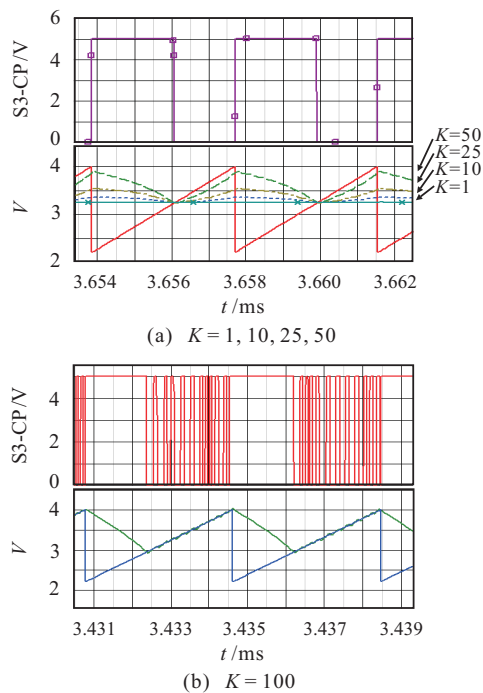 6
4
2
0
S3-CP/V
K=50
K=25
K=10
K=1
4
3
2
V
3.654 3.656 3.658 3.660 3.662
t /ms
(a) K = 1, 10, 25, 50
4
2
0
S3-CP/V
4
3
2
V
3.431 3.433 3.435 3.437 3.439
t /ms
(b) K = 100